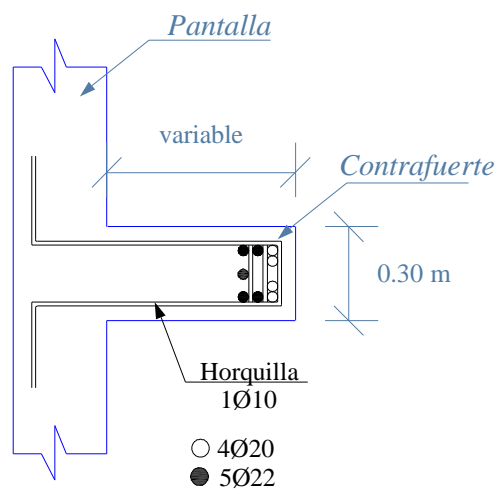 Pantalla
variable
Contrafuerte
0.30 m
Horquilla
1Ø10
4Ø20
5Ø22